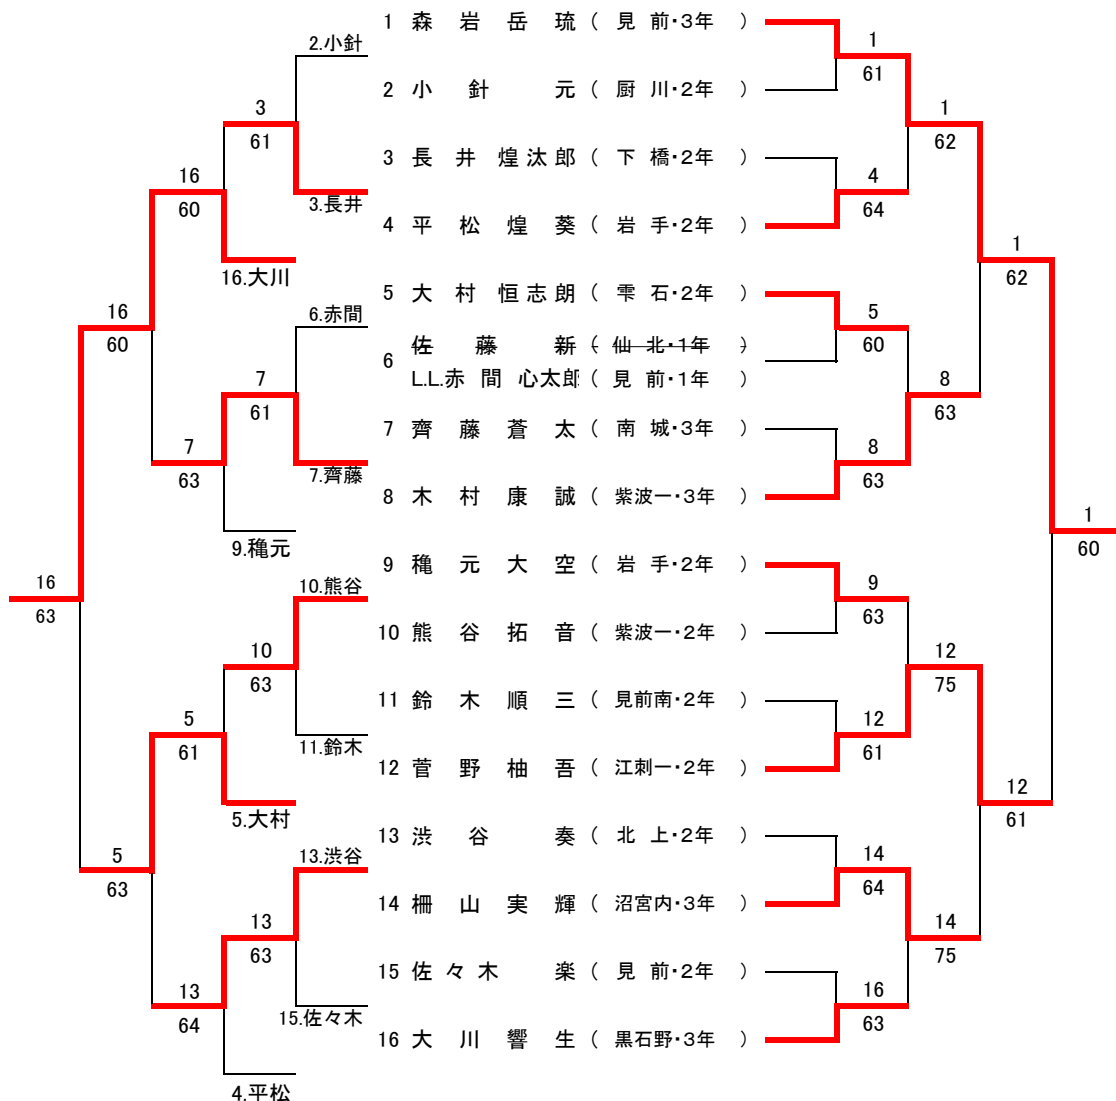 1 森 岩 岳 琉 ( 見 前・3年 )
2 小 針 元 ( 厨 川・2年 )
3 長 井 煌 汰 郎 ( 下 橋・2年 )
4 平 松 煌 葵 ( 岩 手・2年 )
5 大 村 恒 志 朗 ( 雫 石・2年 )
6 佐 藤 新 ( 仙 北・1年 )
L.L.赤 間 心太郎( 見 前・1年 )
7 齊 藤 蒼 太 ( 南 城・3年 )
8 木 村 康 誠 ( 紫波一・3年 )
9 穐 元 大 空 ( 岩 手・2年 )
10 熊 谷 拓 音 ( 紫波一・2年 )
11 鈴 木 順 三 ( 見前南・2年 )
12 菅 野 柚 吾 ( 江刺一・2年 )
13 渋 谷 奏 ( 北 上・2年 )
14 柵 山 実 輝 ( 沼宮内・3年 )
15 佐 々 木 楽 ( 見 前・2年 )
16 大 川 響 生 ( 黒石野・3年 )
1
61
4
64
5
60
8
63
9
63
12
61
14
64
16
63
1
62
8
63
12
75
14
75
1
62
12
61
1
60
2.小針
3.長井
6.赤間
7.齊藤
10.熊谷
11.鈴木
13.渋谷
15.佐々木
3
61
16.大川
7
61
9.穐元
10
63
5.大村
13
63
4.平松
16
60
7
63
5
61
13
64
16
60
5
63
16
63